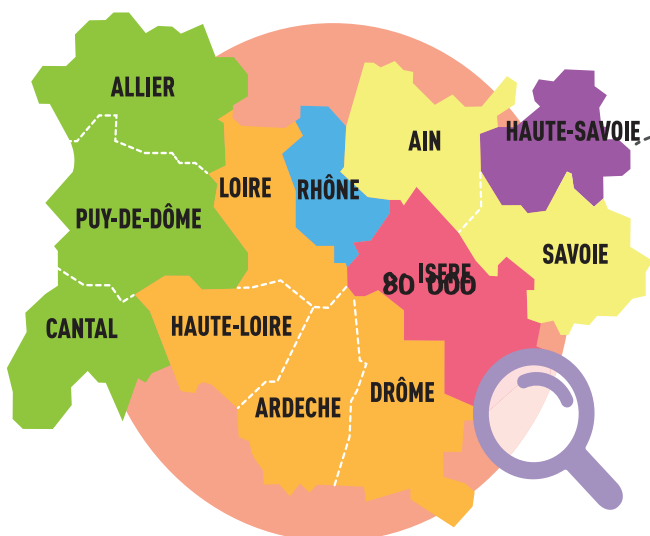 ALLIER
AIN
HAUTE-SAVOIE
LOIRE
RHÔNE
PUY-DE-DÔME
SAVOIE
ISERE
80 000
CANTAL
HAUTE-LOIRE
ARDECHE
DRÔME